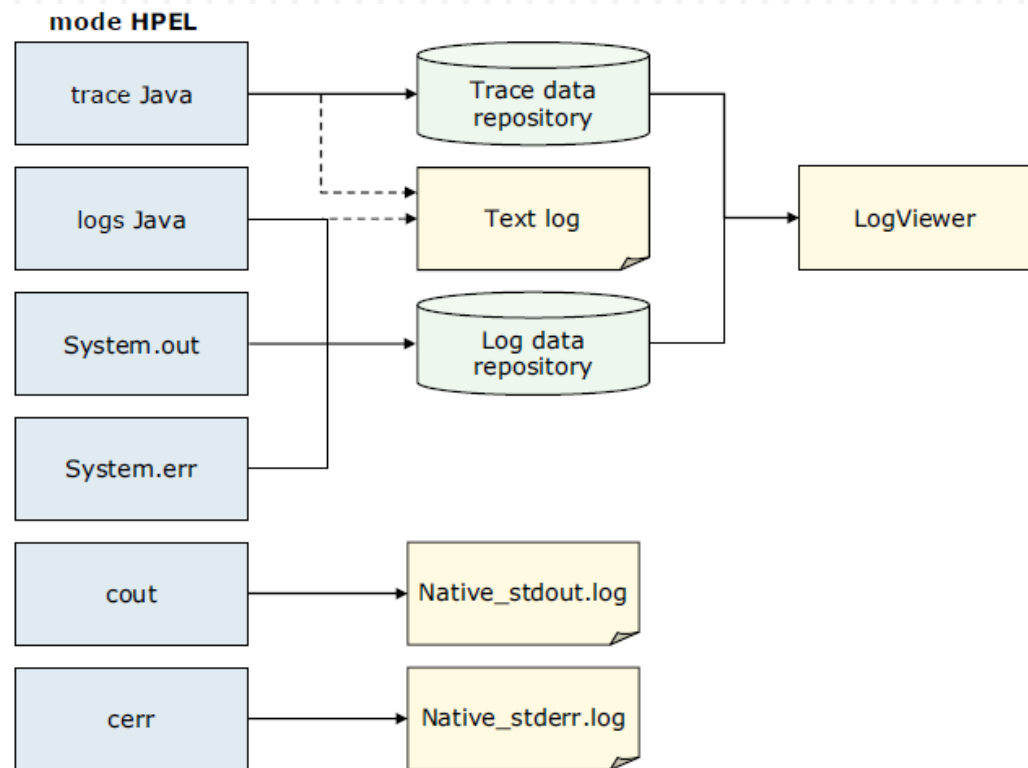 mode HPEL
trace Java
Trace data
repository
logs Java
Text log
LogViewer
System.out
Log data
repository
System.err
cout
Native_stdout.log
cerr
Native_stderr.log